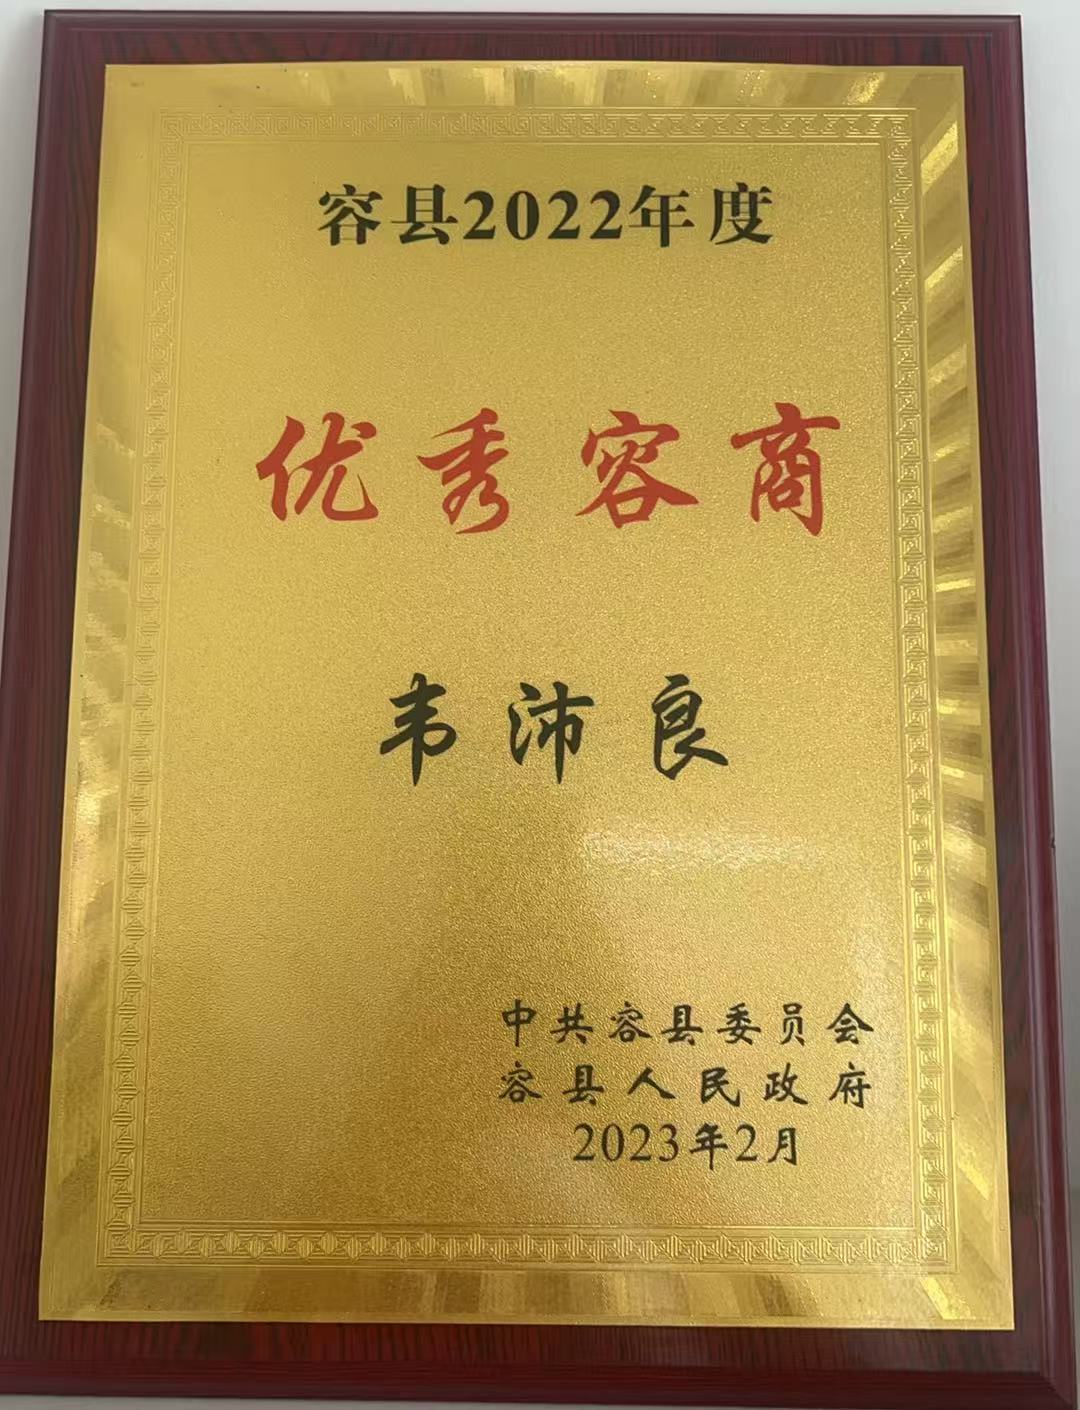 容县2022年度
优秀容商
韦沛良
中共容县委员会
容县人民政府
2023年2月